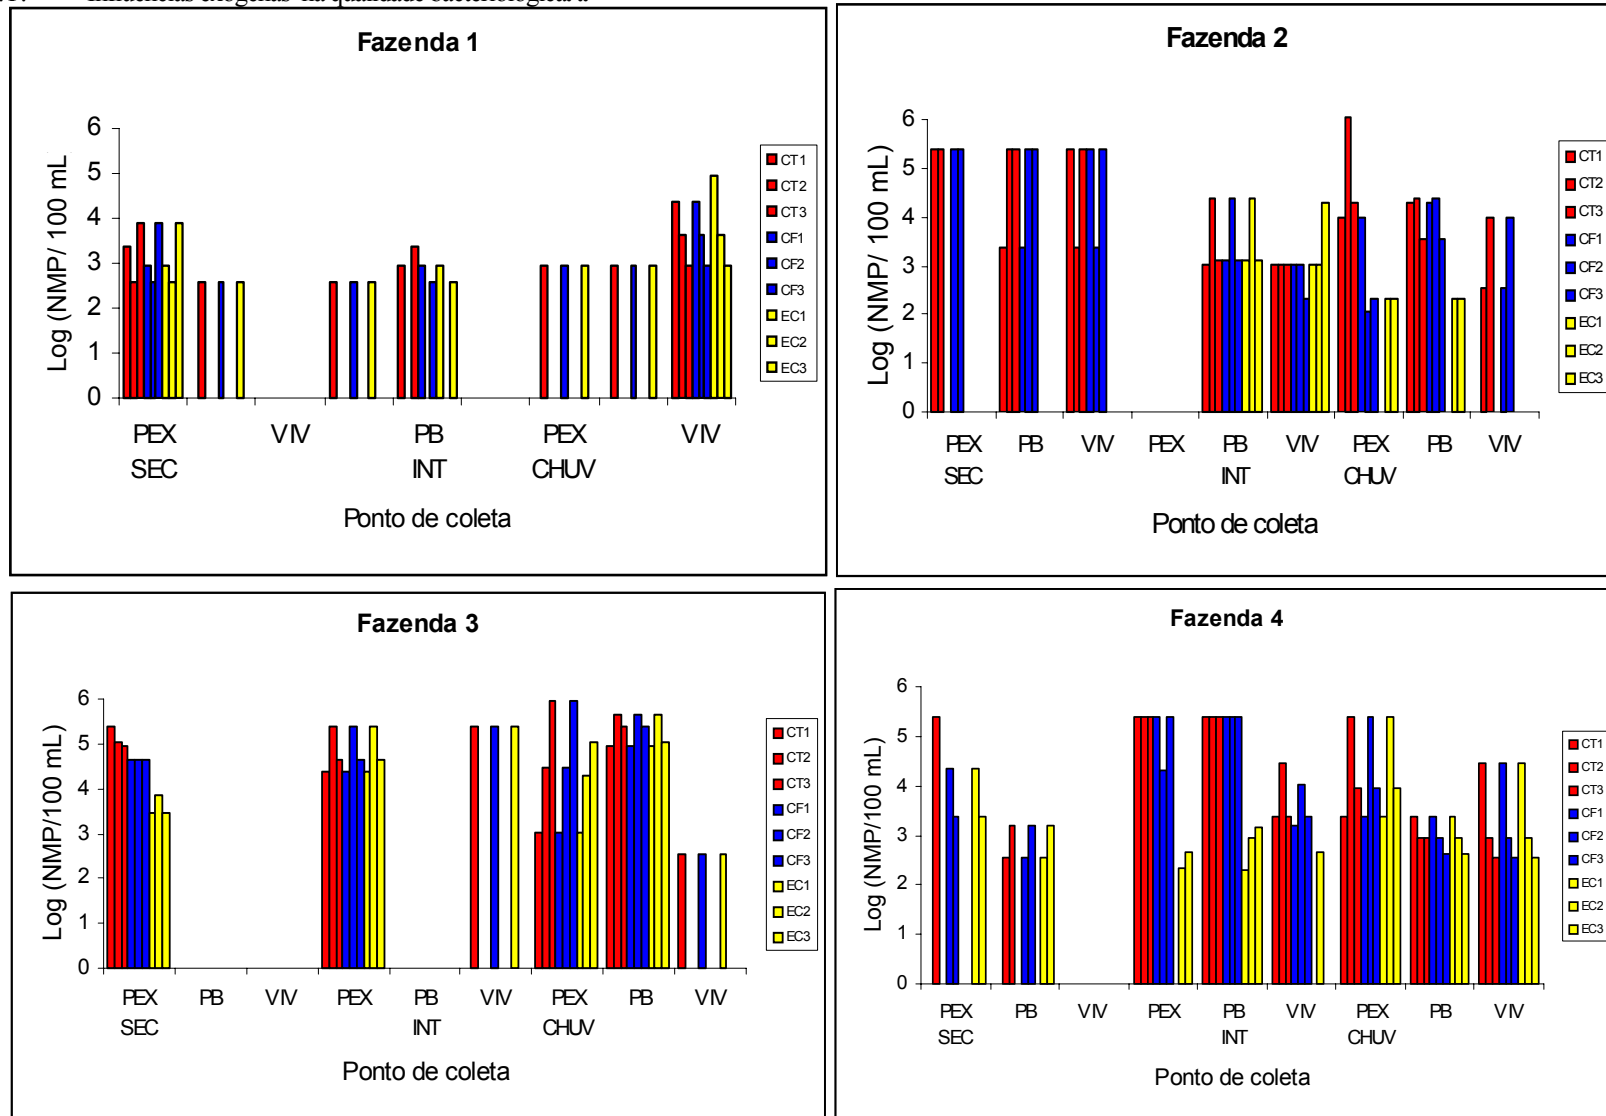 Influências exógenas na qualidade bacteriológica
Fazenda 1
Log (NMP/ 100 mL
6
5
4
3
2
1
0
PEX VIV PB PEX VIV
SEC INT CHUV
Ponto de coleta
CT1
CT2
CT3
CF1
CF2
CF3
EC1
EC2
EC3
Fazenda 2
Log (NMP/ 100 mL)
6
5
4
3
2
1
0
PEX PB VIV PEX PB VIV PEX PB VIV
SEC INT CHUV
Ponto de coleta
CT1
CT2
CT3
CF1
CF2
CF3
EC1
EC2
EC3
Fazenda 3
Log (NMP/100 mL)
6
5
4
3
2
1
0
PEX PB VIV PEX PB VIV PEX PB VIV
SEC INT CHUV
Ponto de coleta
CT1
CT2
CT3
CF1
CF2
CF3
EC1
EC2
EC3
Fazenda 4
Log (NMP/100 mL)
6
5
4
3
2
1
0
PEX PB VIV PEX PB VIV PEX PB VIV
SEC INT CHUV
Ponto de coleta
CT1
CT2
CT3
CF1
CF2
CF3
EC1
EC2
EC3